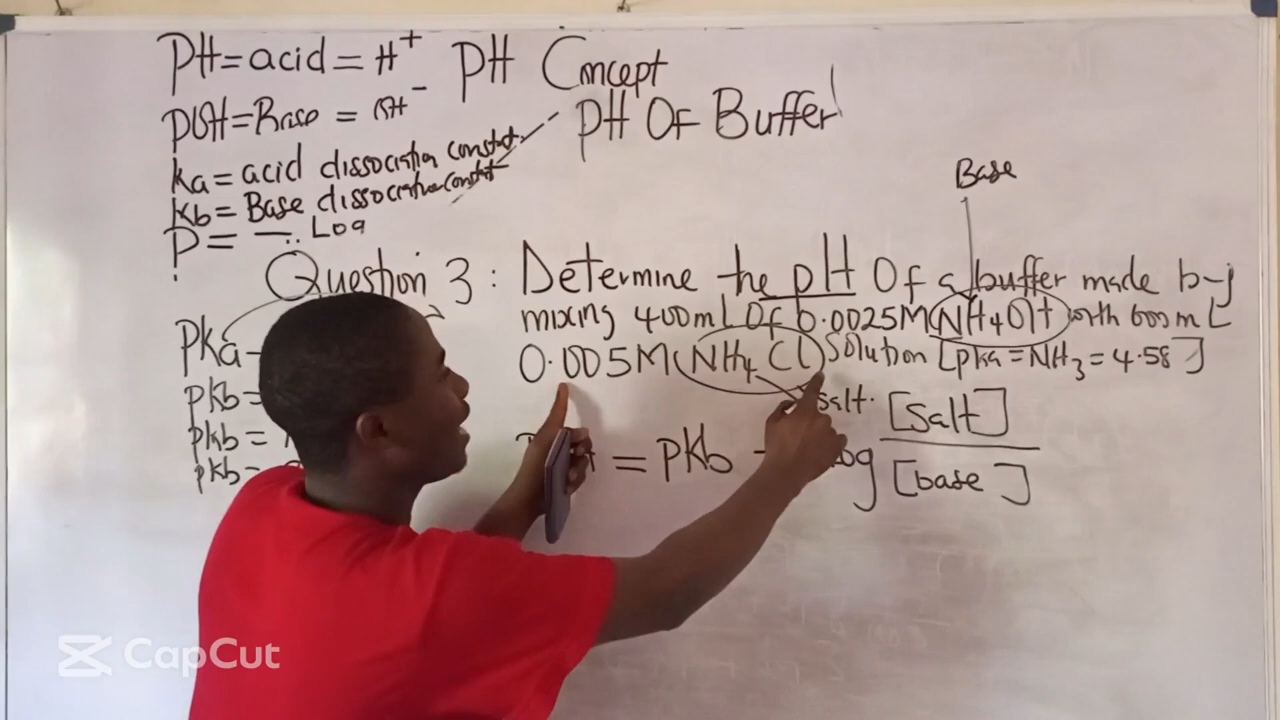 PH = acid = H⁺ PH Concept
POH = Base = OH⁻ PH Of Buffer
Ka = acid dissociation constant
Kb = Base dissociation constant
P = - Log
Base
Question 3: Determine the pH Of a buffer made by
mixing 400mL Of 0.0025M NH4OH with 600mL
0.005M NH4Cl Solution [pka = NH3 = 4.58]
salt.
PKa
pKb =
pkb =
pkb =
= pKb log [Salt]
[base]
CapCut